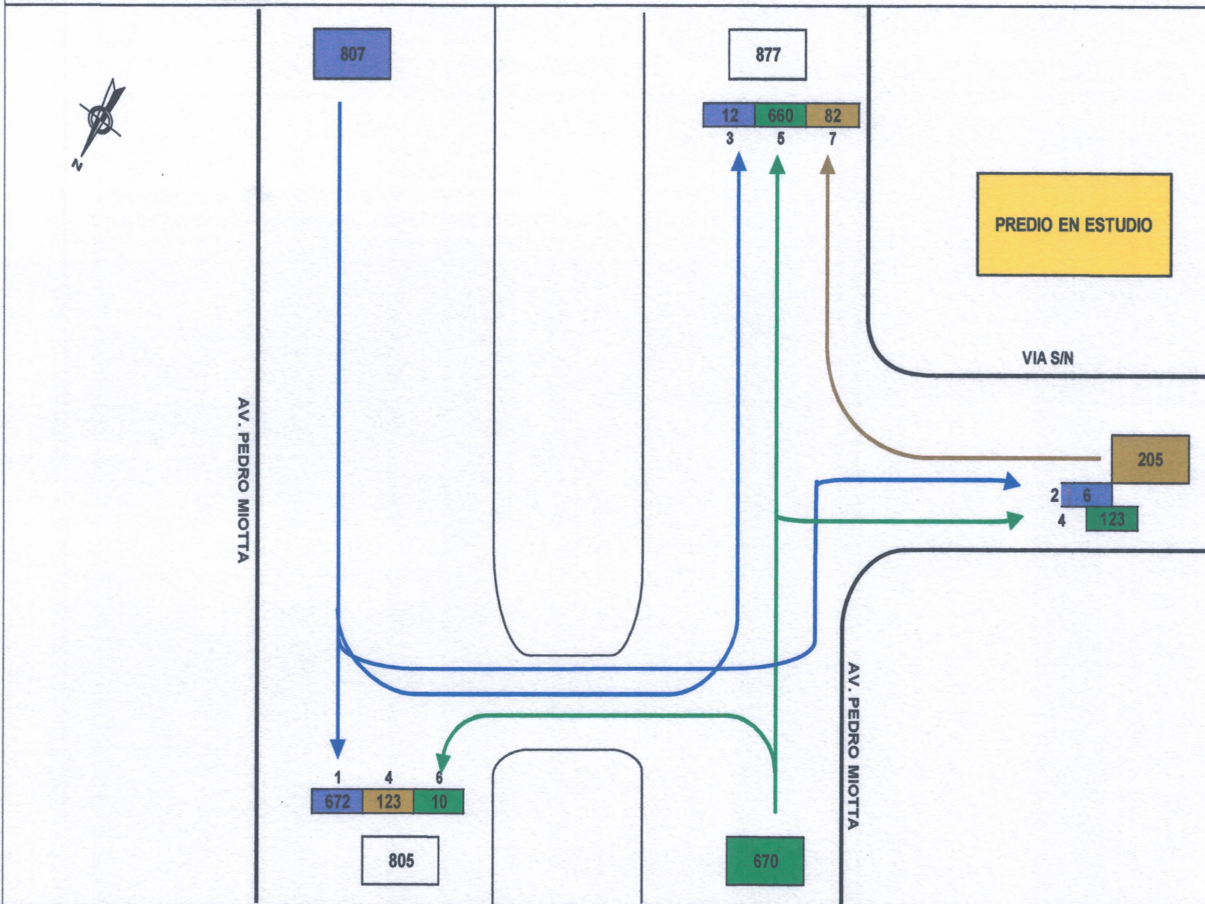 807
877
12 660 82
3 5 7
N
PREDIO EN ESTUDIO
VIA S/N
AV. PEDRO MIOTTA
205
2 6
4 123
AV. PEDRO MIOTTA
1 4 6
672 123 10
805
670